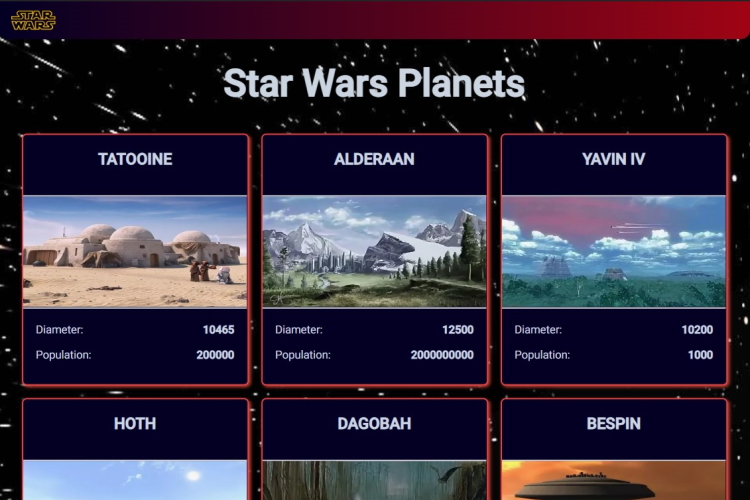 STAR
WARS
Star Wars Planets
TATOOINE
ALDERAAN
YAVIN IV
Diameter: 10465
Population: 200000
Diameter: 12500
Population: 2000000000
Diameter: 10200
Population: 1000
HOTH
DAGOBAH
BESPIN